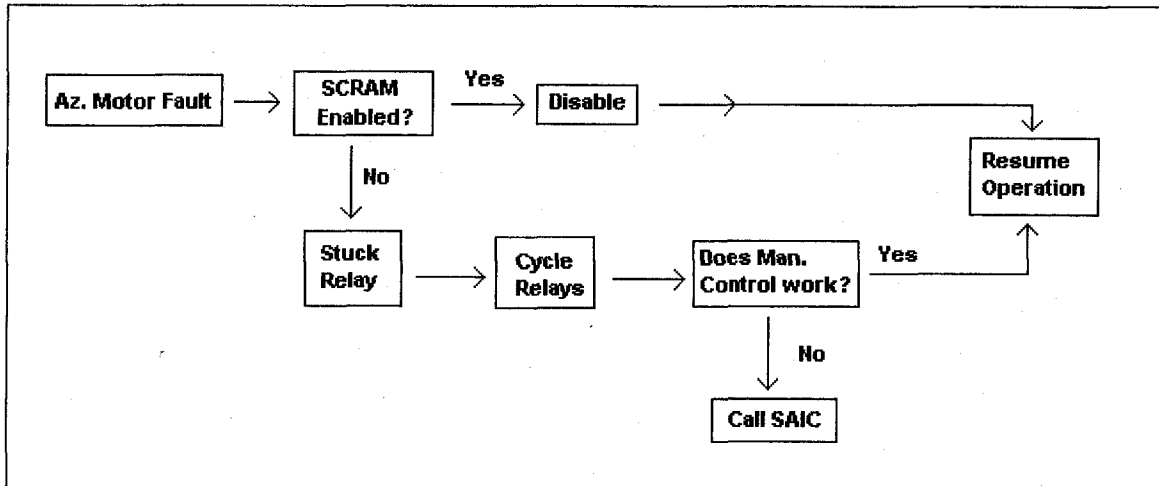 Az. Motor Fault
SCRAM
Enabled?
Yes
Disable
Resume
Operation
No
Stuck
Relay
Cycle
Relays
Does Man.
Control work?
Yes
No
Call SAIC